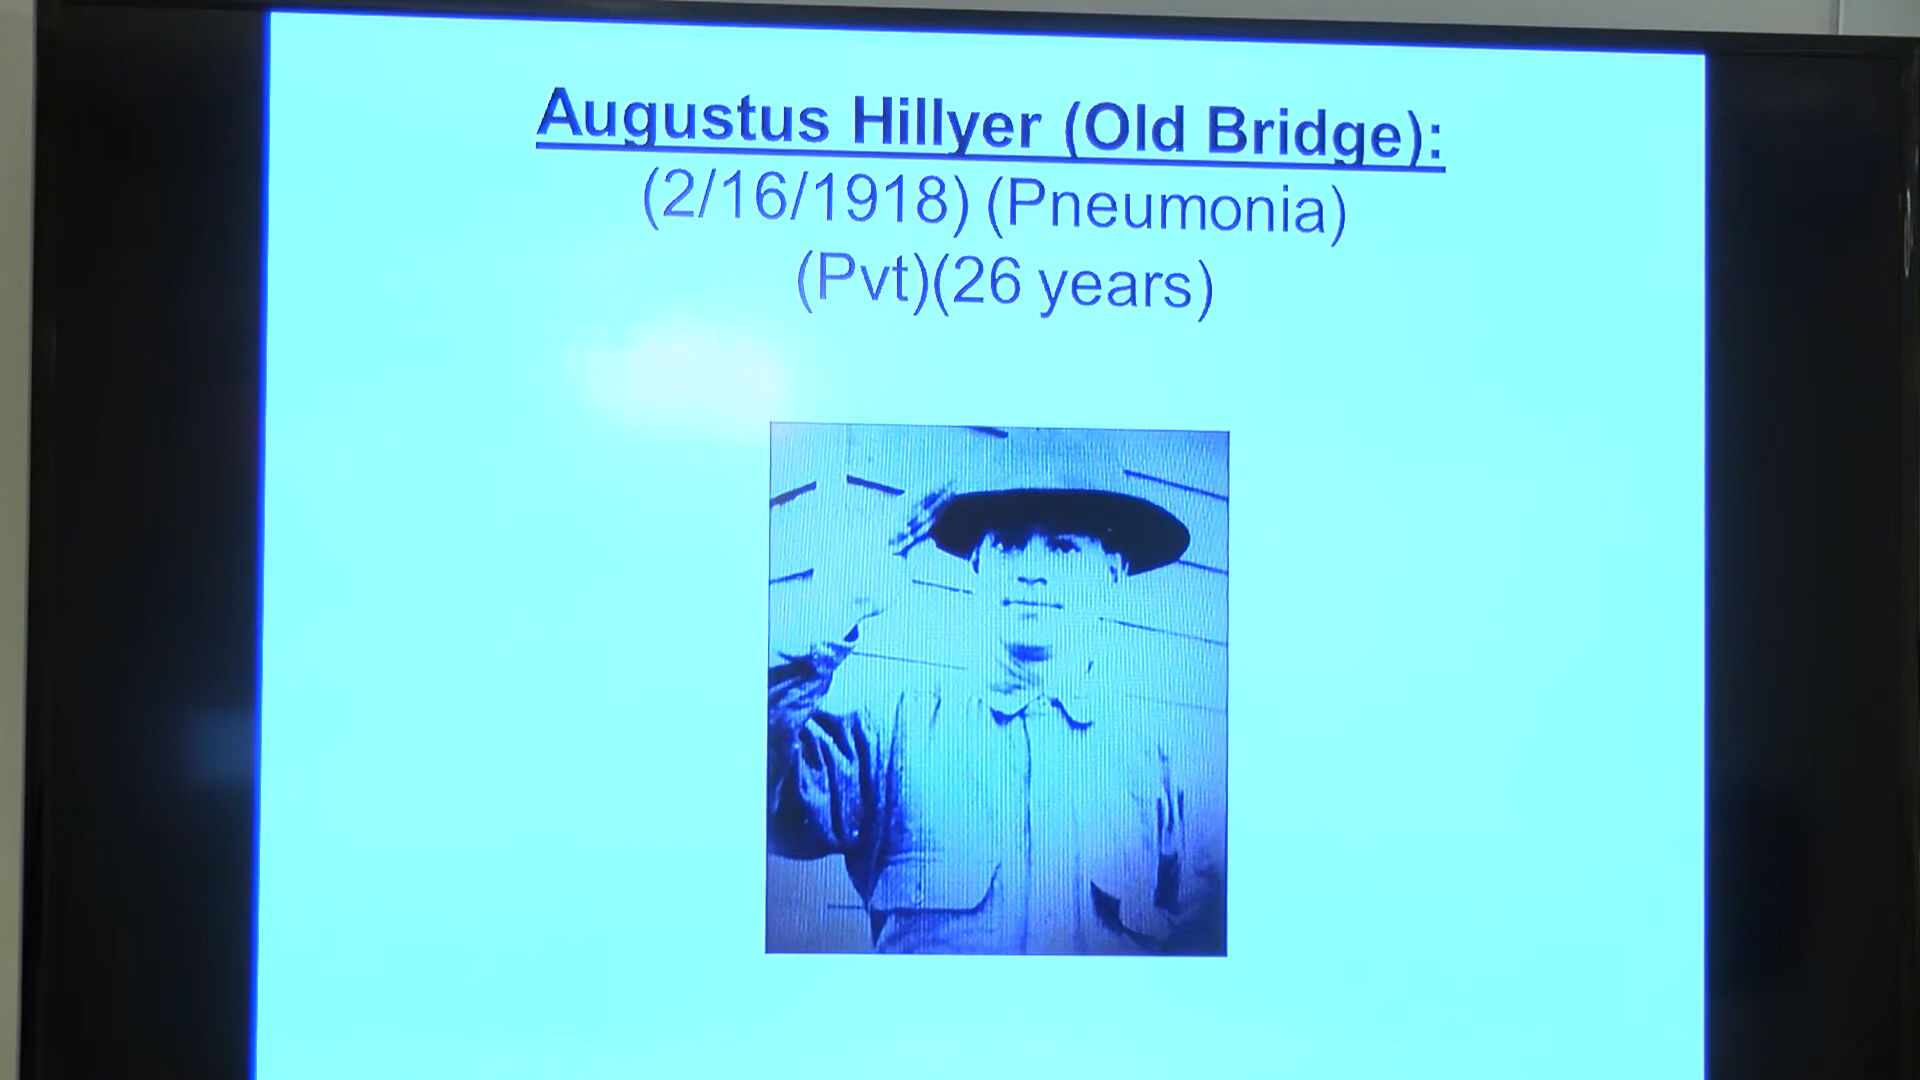 Augustus Hillyer (Old Bridge):
(2/16/1918) (Pneumonia)
(Pvt)(26 years)